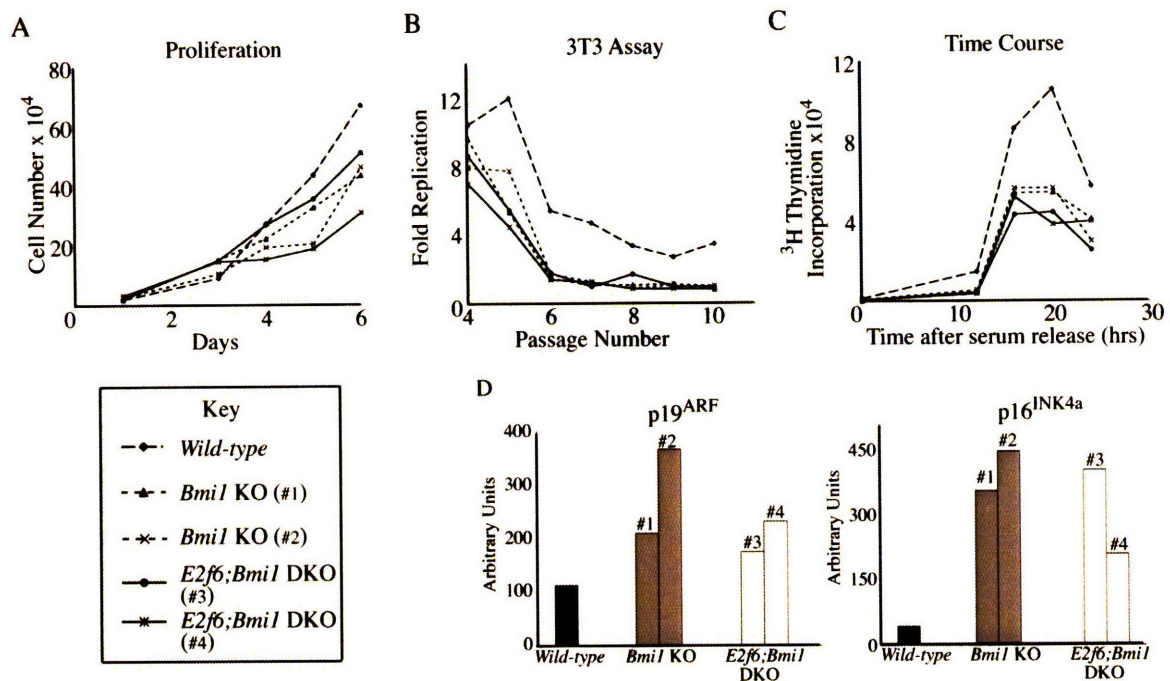 A
Proliferation
Cell Number x 10⁴
80
60
40
20
0
2
4
6
Days
B
3T3 Assay
Fold Replication
12
8
4
0
4
6
8
10
Passage Number
C
Time Course
³H Thymidine
Incorporation x10⁴
12
8
4
0
0
10
20
30
Time after serum release (hrs)
Key
Wild-type
Bmi1 KO (#1)
Bmi1 KO (#2)
E2f6;Bmi1 DKO
(#3)
E2f6;Bmi1 DKO
(#4)
D
p19ARF
Arbitrary Units
400
300
200
100
0
#1
#2
#3
#4
Wild-type
Bmi1 KO
E2f6;Bmi1
DKO
p16INK4a
Arbitrary Units
450
300
150
0
#1
#2
#3
#4
Wild-type
Bmi1 KO
E2f6;Bmi1
DKO